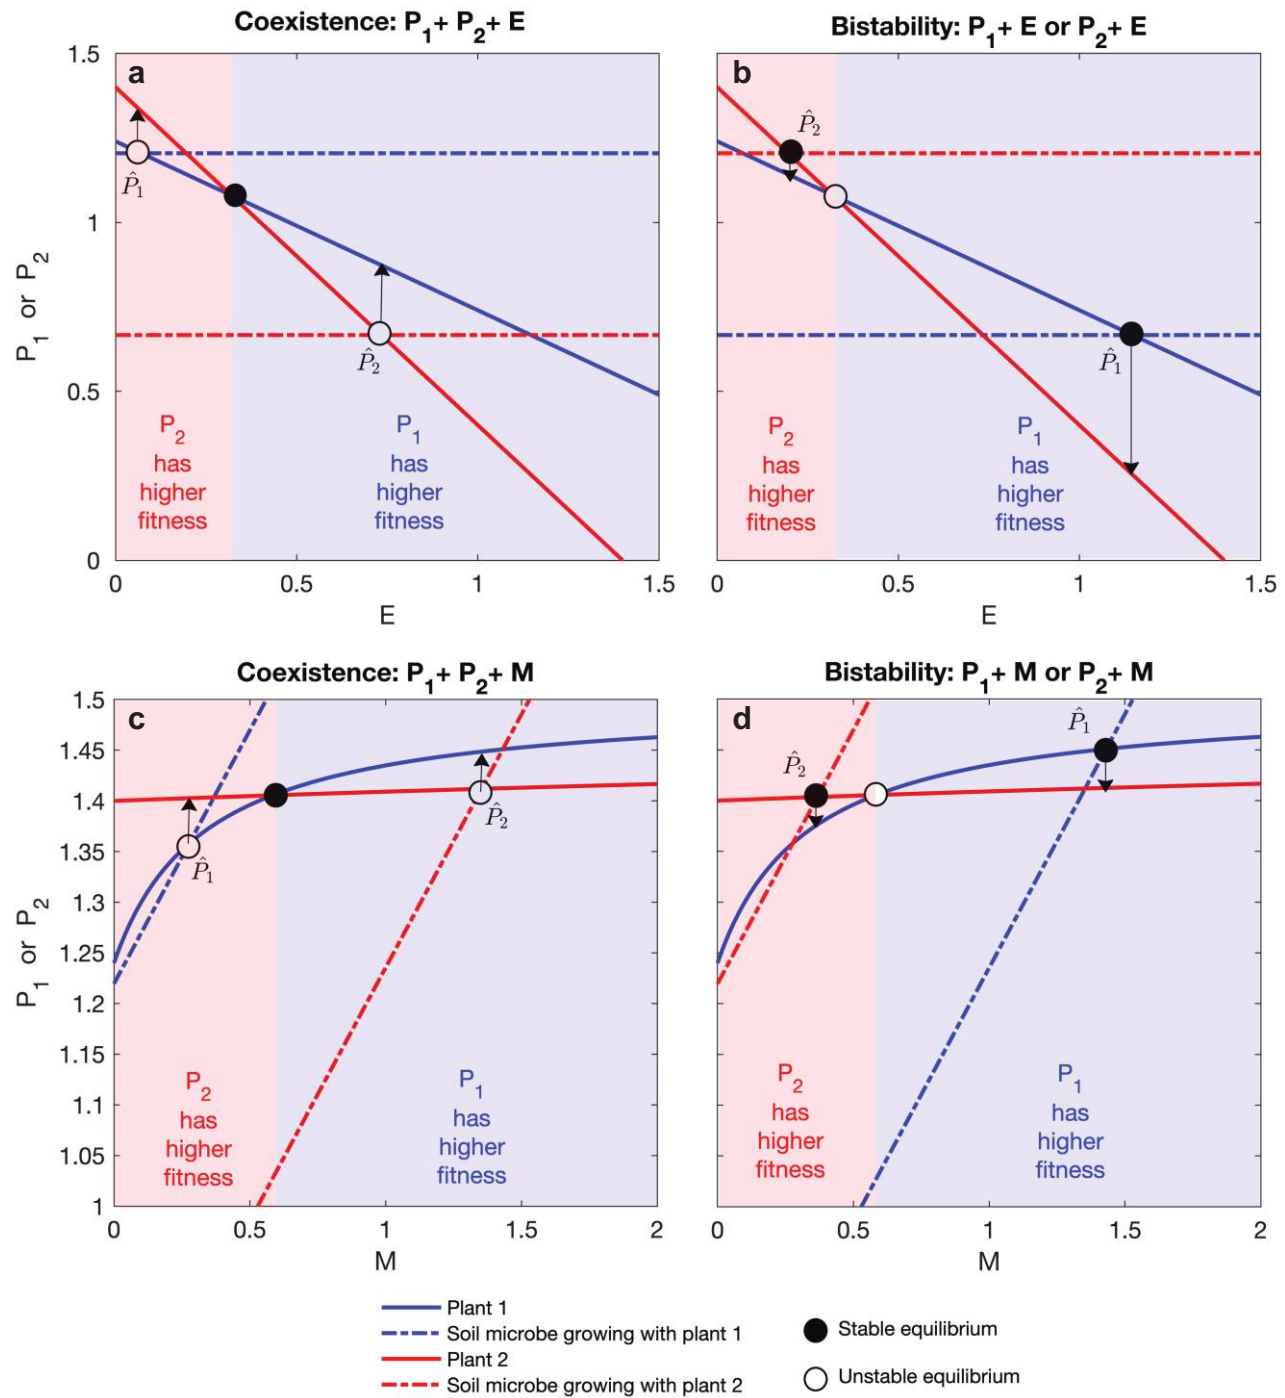 Coexistence: P1+ P2+ E
a
1.5
1
0.5
0
P1 or P2
P̂1
P̂2
P2
has
higher
fitness
P1
has
higher
fitness
0
0.5
1
1.5
E
Bistability: P1+ E or P2+ E
b
P̂2
P̂1
P2
has
higher
fitness
P1
has
higher
fitness
0
0.5
1
1.5
E
Coexistence: P1+ P2+ M
c
1.5
1.45
1.4
1.35
1.3
1.25
1.2
1.15
1.1
1.05
1
P1 or P2
P̂1
P̂2
P2
has
higher
fitness
P1
has
higher
fitness
0
0.5
1
1.5
2
M
Bistability: P1+ M or P2+ M
d
P̂1
P̂2
P2
has
higher
fitness
P1
has
higher
fitness
0
0.5
1
1.5
2
M
Plant 1
Soil microbe growing with plant 1
Plant 2
Soil microbe growing with plant 2
Stable equilibrium
Unstable equilibrium